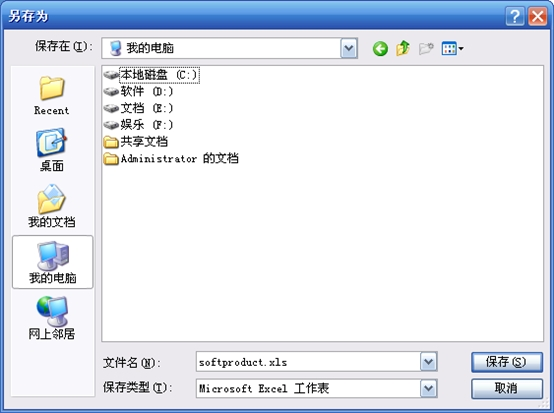 另存为
保存在(I):
我的电脑
本地磁盘 (C:)
软件 (D:)
文档 (E:)
娱乐 (F:)
共享文档
Administrator 的文档
Recent
桌面
我的文档
我的电脑
网上邻居
文件名(N):
softproduct.xls
保存(S)
保存类型(T):
Microsoft Excel 工作表
取消